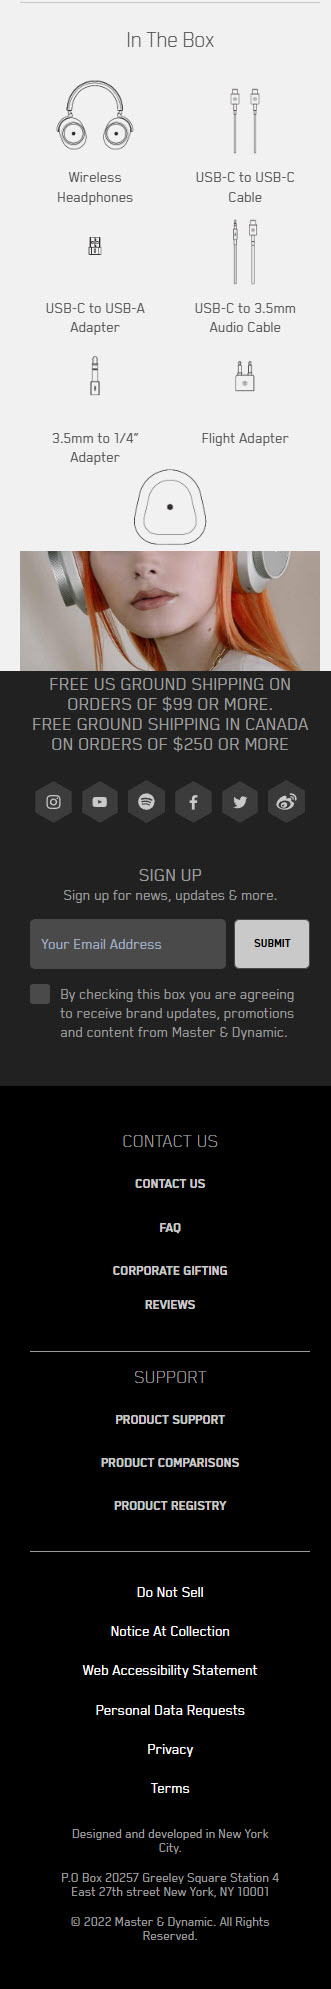 In The Box
Wireless
Headphones
USB-C to USB-C
Cable
USB-C to USB-A
Adapter
USB-C to 3.5mm
Audio Cable
3.5mm to 1/4”
Adapter
Flight Adapter
FREE US GROUND SHIPPING ON
ORDERS OF $99 OR MORE.
FREE GROUND SHIPPING IN CANADA
ON ORDERS OF $250 OR MORE
SIGN UP
Sign up for news, updates & more.
Your Email Address
SUBMIT
By checking this box you are agreeing
to receive brand updates, promotions
and content from Master & Dynamic.
CONTACT US
CONTACT US
FAQ
CORPORATE GIFTING
REVIEWS
SUPPORT
PRODUCT SUPPORT
PRODUCT COMPARISONS
PRODUCT REGISTRY
Do Not Sell
Notice At Collection
Web Accessibility Statement
Personal Data Requests
Privacy
Terms
Designed and developed in New York
City.
P.O Box 20257 Greeley Square Station 4
East 27th street New York, NY 10001
© 2022 Master & Dynamic. All Rights
Reserved.